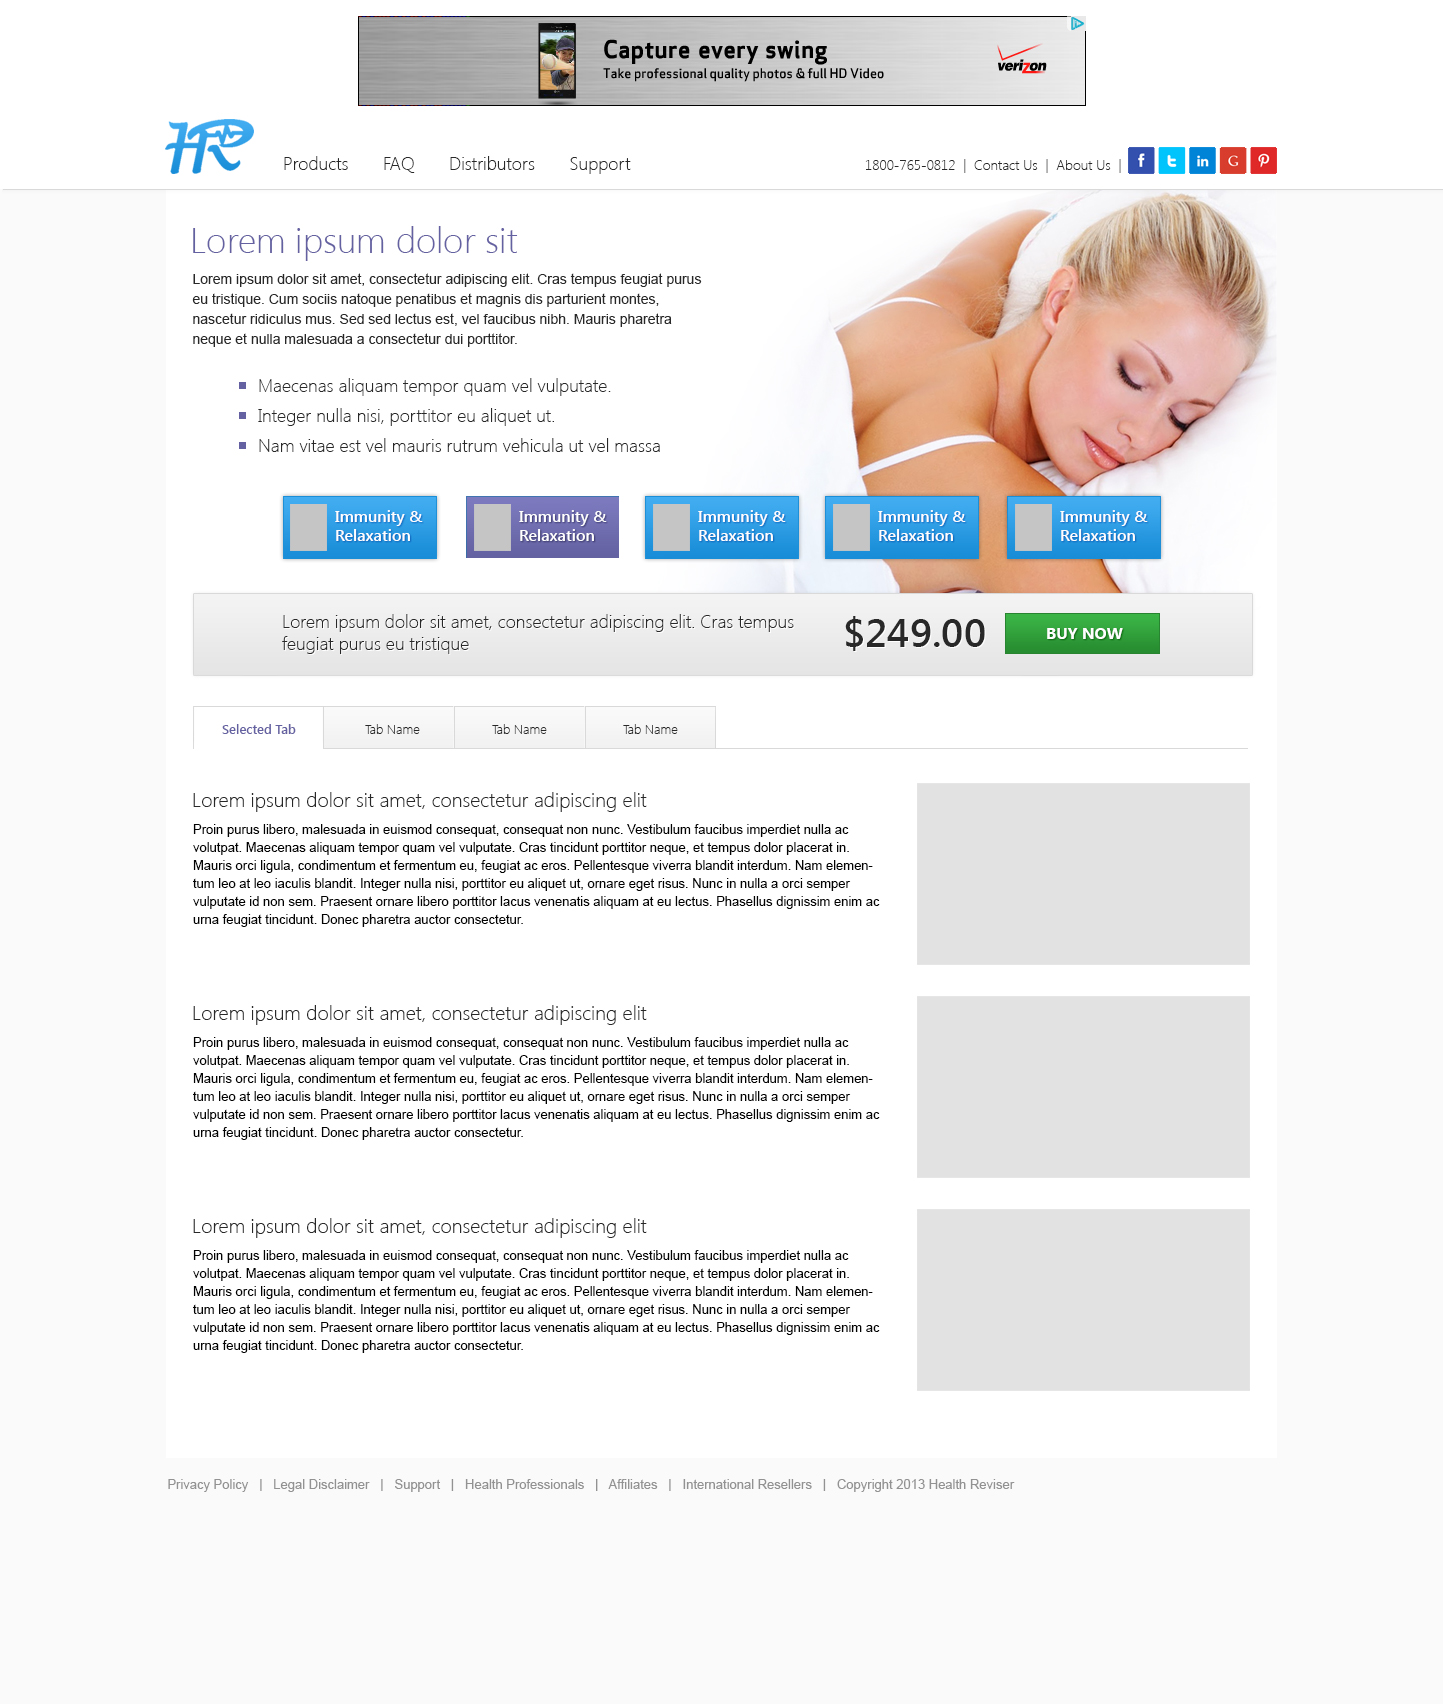 Capture every swing
Take professional quality photos & full HD Video
verizon
HR
Products FAQ Distributors Support
1800-765-0812 | Contact Us | About Us |
f t in G P
Lorem ipsum dolor sit
Lorem ipsum dolor sit amet, consectetur adipiscing elit. Cras tempus feugiat purus
eu tristique. Cum sociis natoque penatibus et magnis dis parturient montes,
nascetur ridiculus mus. Sed sed lectus est, vel faucibus nibh. Mauris pharetra
neque et nulla malesuada a consectetur dui porttitor.
Maecenas aliquam tempor quam vel vulputate.
Integer nulla nisi, porttitor eu aliquet ut.
Nam vitae est vel mauris rutrum vehicula ut vel massa
Immunity &
Relaxation
Immunity &
Relaxation
Immunity &
Relaxation
Immunity &
Relaxation
Immunity &
Relaxation
Lorem ipsum dolor sit amet, consectetur adipiscing elit. Cras tempus
feugiat purus eu tristique
$249.00
BUY NOW
Selected Tab Tab Name Tab Name Tab Name
Lorem ipsum dolor sit amet, consectetur adipiscing elit
Proin purus libero, malesuada in euismod consequat, consequat non nunc. Vestibulum faucibus imperdiet nulla ac
volutpat. Maecenas aliquam tempor quam vel vulputate. Cras tincidunt porttitor neque, et tempus dolor placerat in.
Mauris orci ligula, condimentum et fermentum eu, feugiat ac eros. Pellentesque viverra blandit interdum. Nam elemen-
tum leo at leo iaculis blandit. Integer nulla nisi, porttitor eu aliquet ut, ornare eget risus. Nunc in nulla a orci semper
vulputate id non sem. Praesent ornare libero porttitor lacus venenatis aliquam at eu lectus. Phasellus dignissim enim ac
urna feugiat tincidunt. Donec pharetra auctor consectetur.
Lorem ipsum dolor sit amet, consectetur adipiscing elit
Proin purus libero, malesuada in euismod consequat, consequat non nunc. Vestibulum faucibus imperdiet nulla ac
volutpat. Maecenas aliquam tempor quam vel vulputate. Cras tincidunt porttitor neque, et tempus dolor placerat in.
Mauris orci ligula, condimentum et fermentum eu, feugiat ac eros. Pellentesque viverra blandit interdum. Nam elemen-
tum leo at leo iaculis blandit. Integer nulla nisi, porttitor eu aliquet ut, ornare eget risus. Nunc in nulla a orci semper
vulputate id non sem. Praesent ornare libero porttitor lacus venenatis aliquam at eu lectus. Phasellus dignissim enim ac
urna feugiat tincidunt. Donec pharetra auctor consectetur.
Lorem ipsum dolor sit amet, consectetur adipiscing elit
Proin purus libero, malesuada in euismod consequat, consequat non nunc. Vestibulum faucibus imperdiet nulla ac
volutpat. Maecenas aliquam tempor quam vel vulputate. Cras tincidunt porttitor neque, et tempus dolor placerat in.
Mauris orci ligula, condimentum et fermentum eu, feugiat ac eros. Pellentesque viverra blandit interdum. Nam elemen-
tum leo at leo iaculis blandit. Integer nulla nisi, porttitor eu aliquet ut, ornare eget risus. Nunc in nulla a orci semper
vulputate id non sem. Praesent ornare libero porttitor lacus venenatis aliquam at eu lectus. Phasellus dignissim enim ac
urna feugiat tincidunt. Donec pharetra auctor consectetur.
Privacy Policy | Legal Disclaimer | Support | Health Professionals | Affiliates | International Resellers | Copyright 2013 Health Reviser